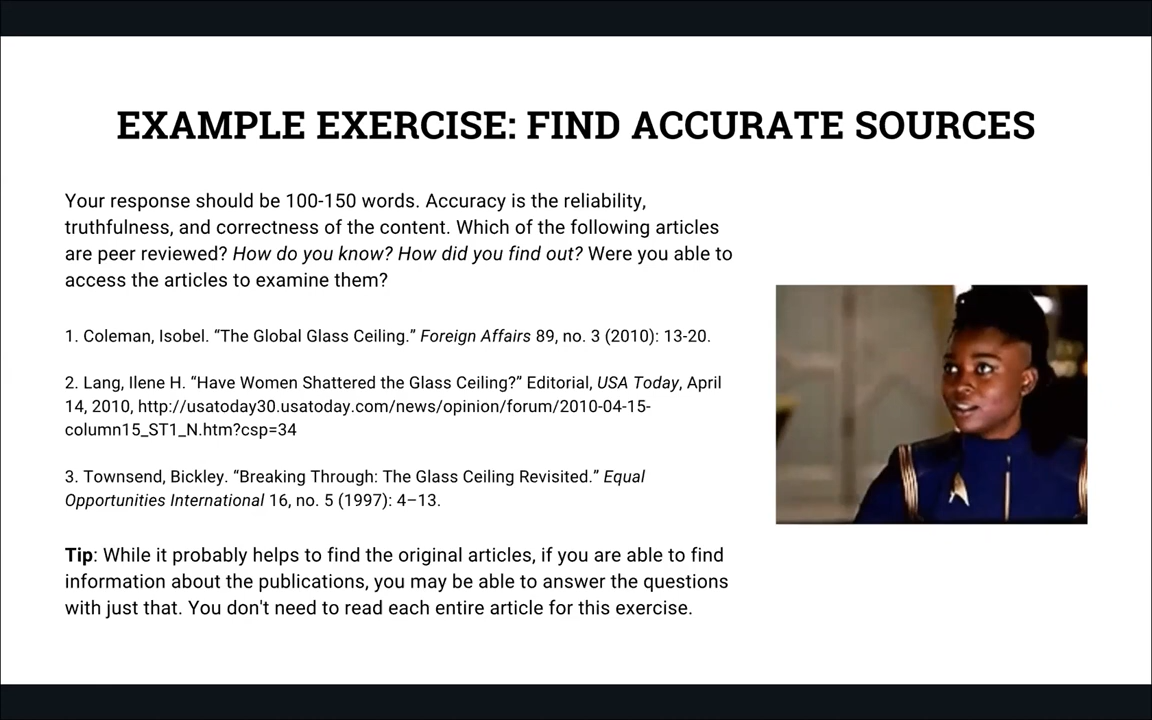 EXAMPLE EXERCISE: FIND ACCURATE SOURCES
Your response should be 100-150 words. Accuracy is the reliability,
truthfulness, and correctness of the content. Which of the following articles
are peer reviewed? How do you know? How did you find out? Were you able to
access the articles to examine them?
1. Coleman, Isobel. “The Global Glass Ceiling.” Foreign Affairs 89, no. 3 (2010): 13-20.
2. Lang, Ilene H. “Have Women Shattered the Glass Ceiling?” Editorial, USA Today, April
14, 2010, http://usatoday30.usatoday.com/news/opinion/forum/2010-04-15-
column15_ST1_N.htm?csp=34
3. Townsend, Bickley. “Breaking Through: The Glass Ceiling Revisited.” Equal
Opportunities International 16, no. 5 (1997): 4–13.
Tip: While it probably helps to find the original articles, if you are able to find
information about the publications, you may be able to answer the questions
with just that. You don't need to read each entire article for this exercise.